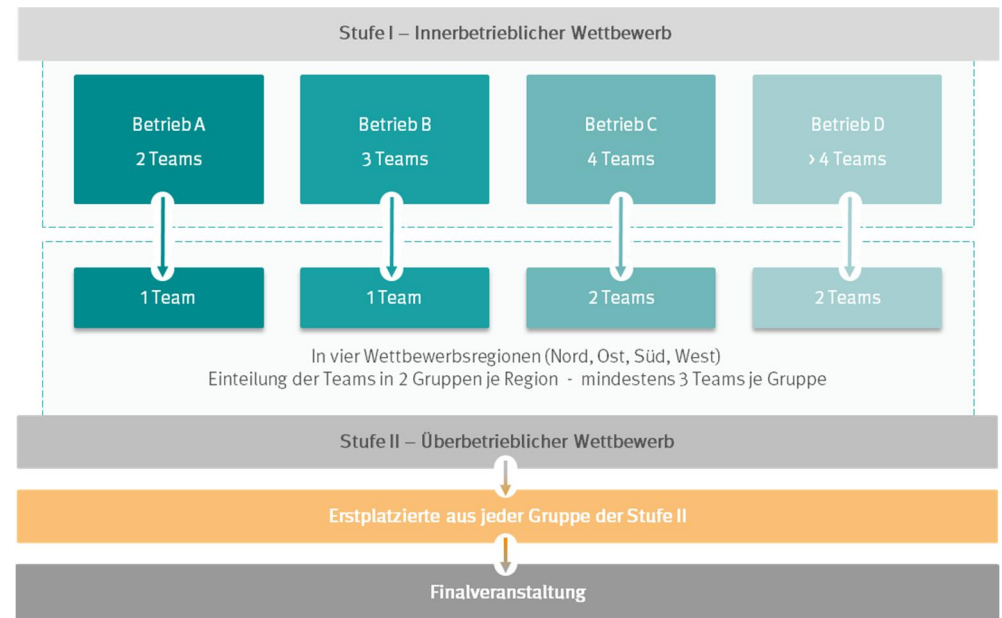 Stufe I – Innerbetrieblicher Wettbewerb
Betrieb A
2 Teams
Betrieb B
3 Teams
Betrieb C
4 Teams
Betrieb D
> 4 Teams
1 Team
1 Team
2 Teams
2 Teams
In vier Wettbewerbsregionen (Nord, Ost, Süd, West)
Einteilung der Teams in 2 Gruppen je Region - mindestens 3 Teams je Gruppe
Stufe II – Überbetrieblicher Wettbewerb
Erstplatzierte aus jeder Gruppe der Stufe II
Finalveranstaltung